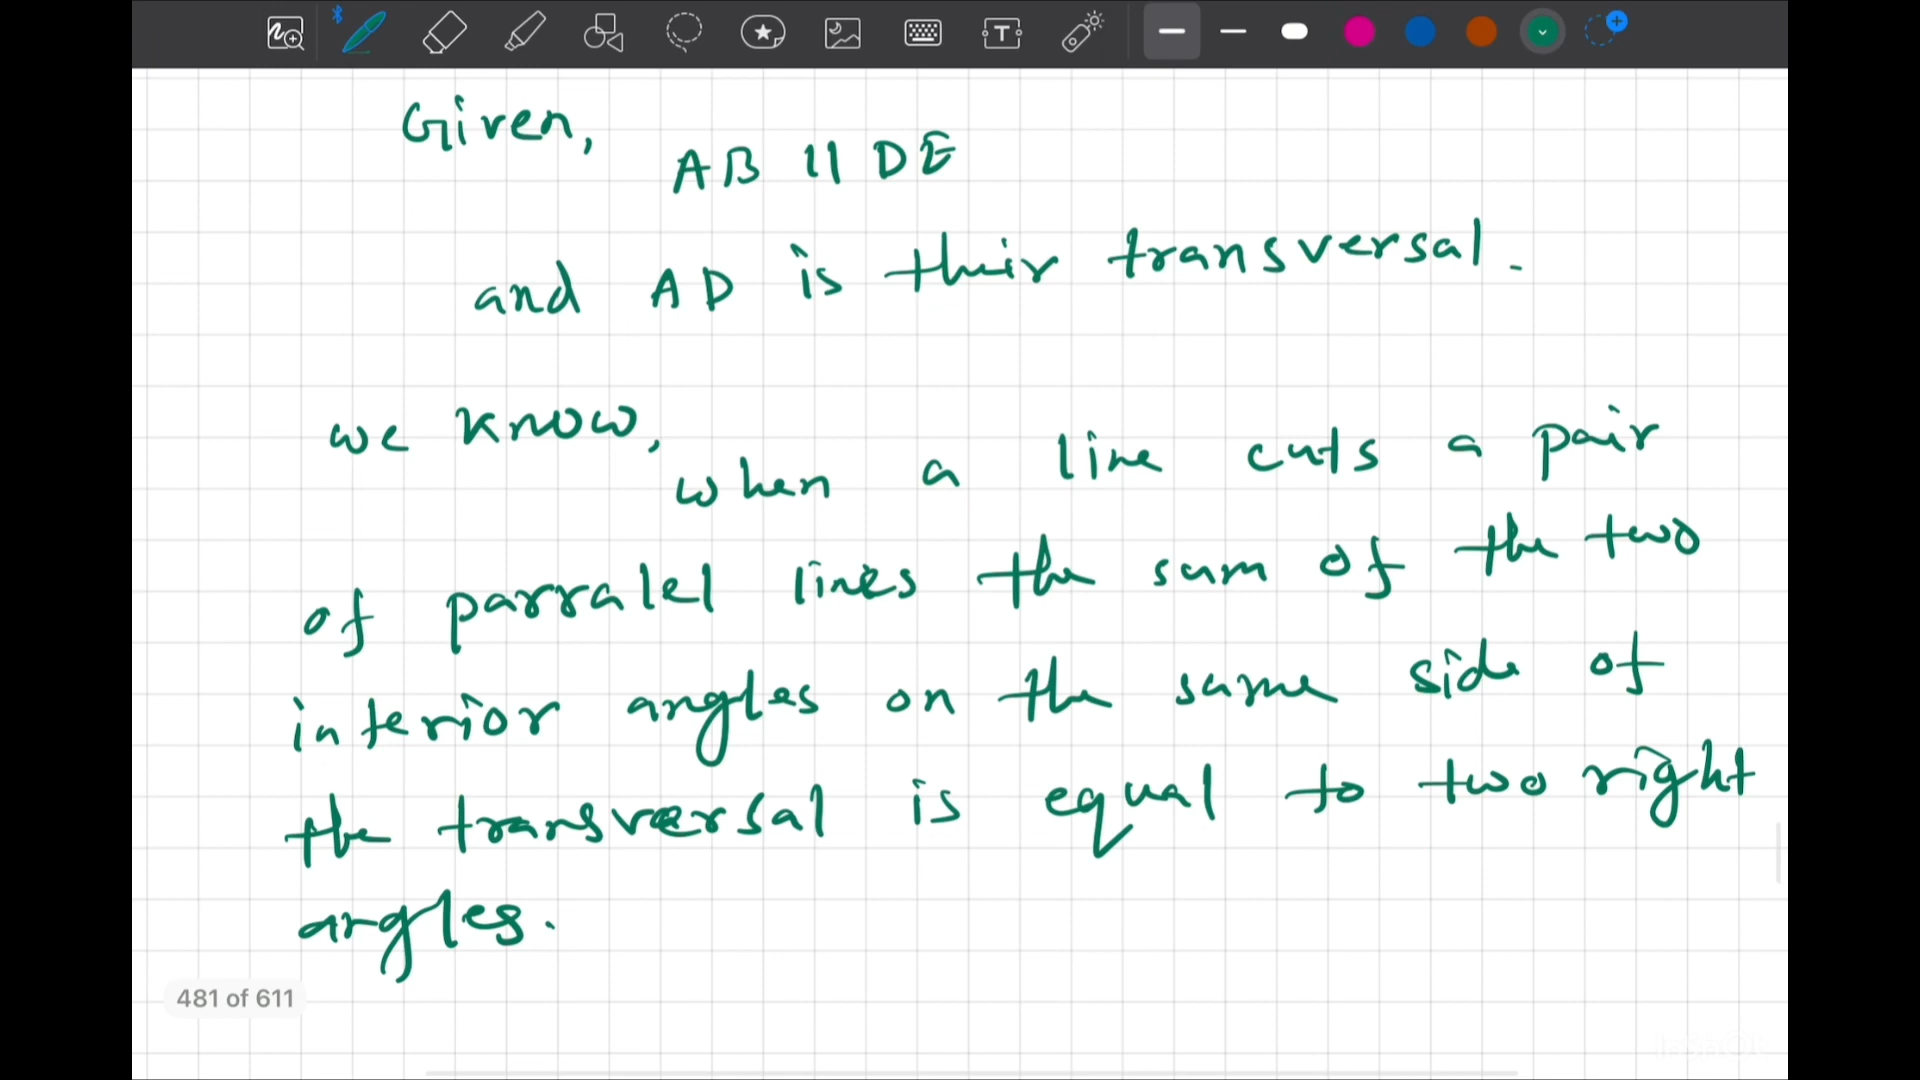 Given,
AB || DE
and AD is their transversal.
we know,
when a line cuts a pair
of parralel lines the sum of the two
interior angles on the same side of
the transversal is equal to two right
angles.
481 of 611